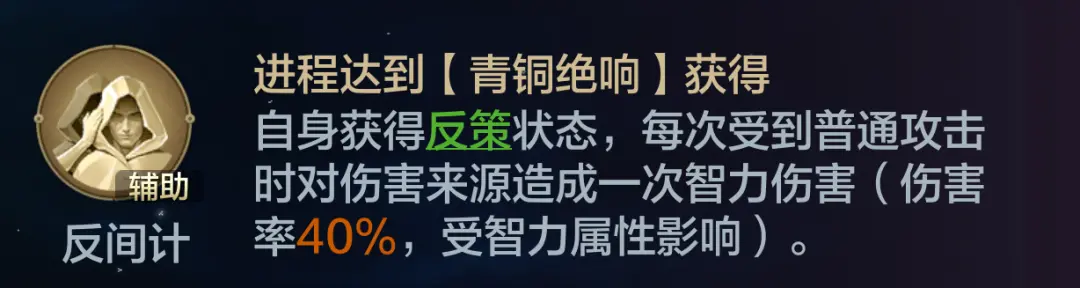 进程达到【青铜绝响】获得
自身获得反策状态，每次受到普通攻击
时对伤害来源造成一次智力伤害（伤害
率40%，受智力属性影响）。
辅助
反间计